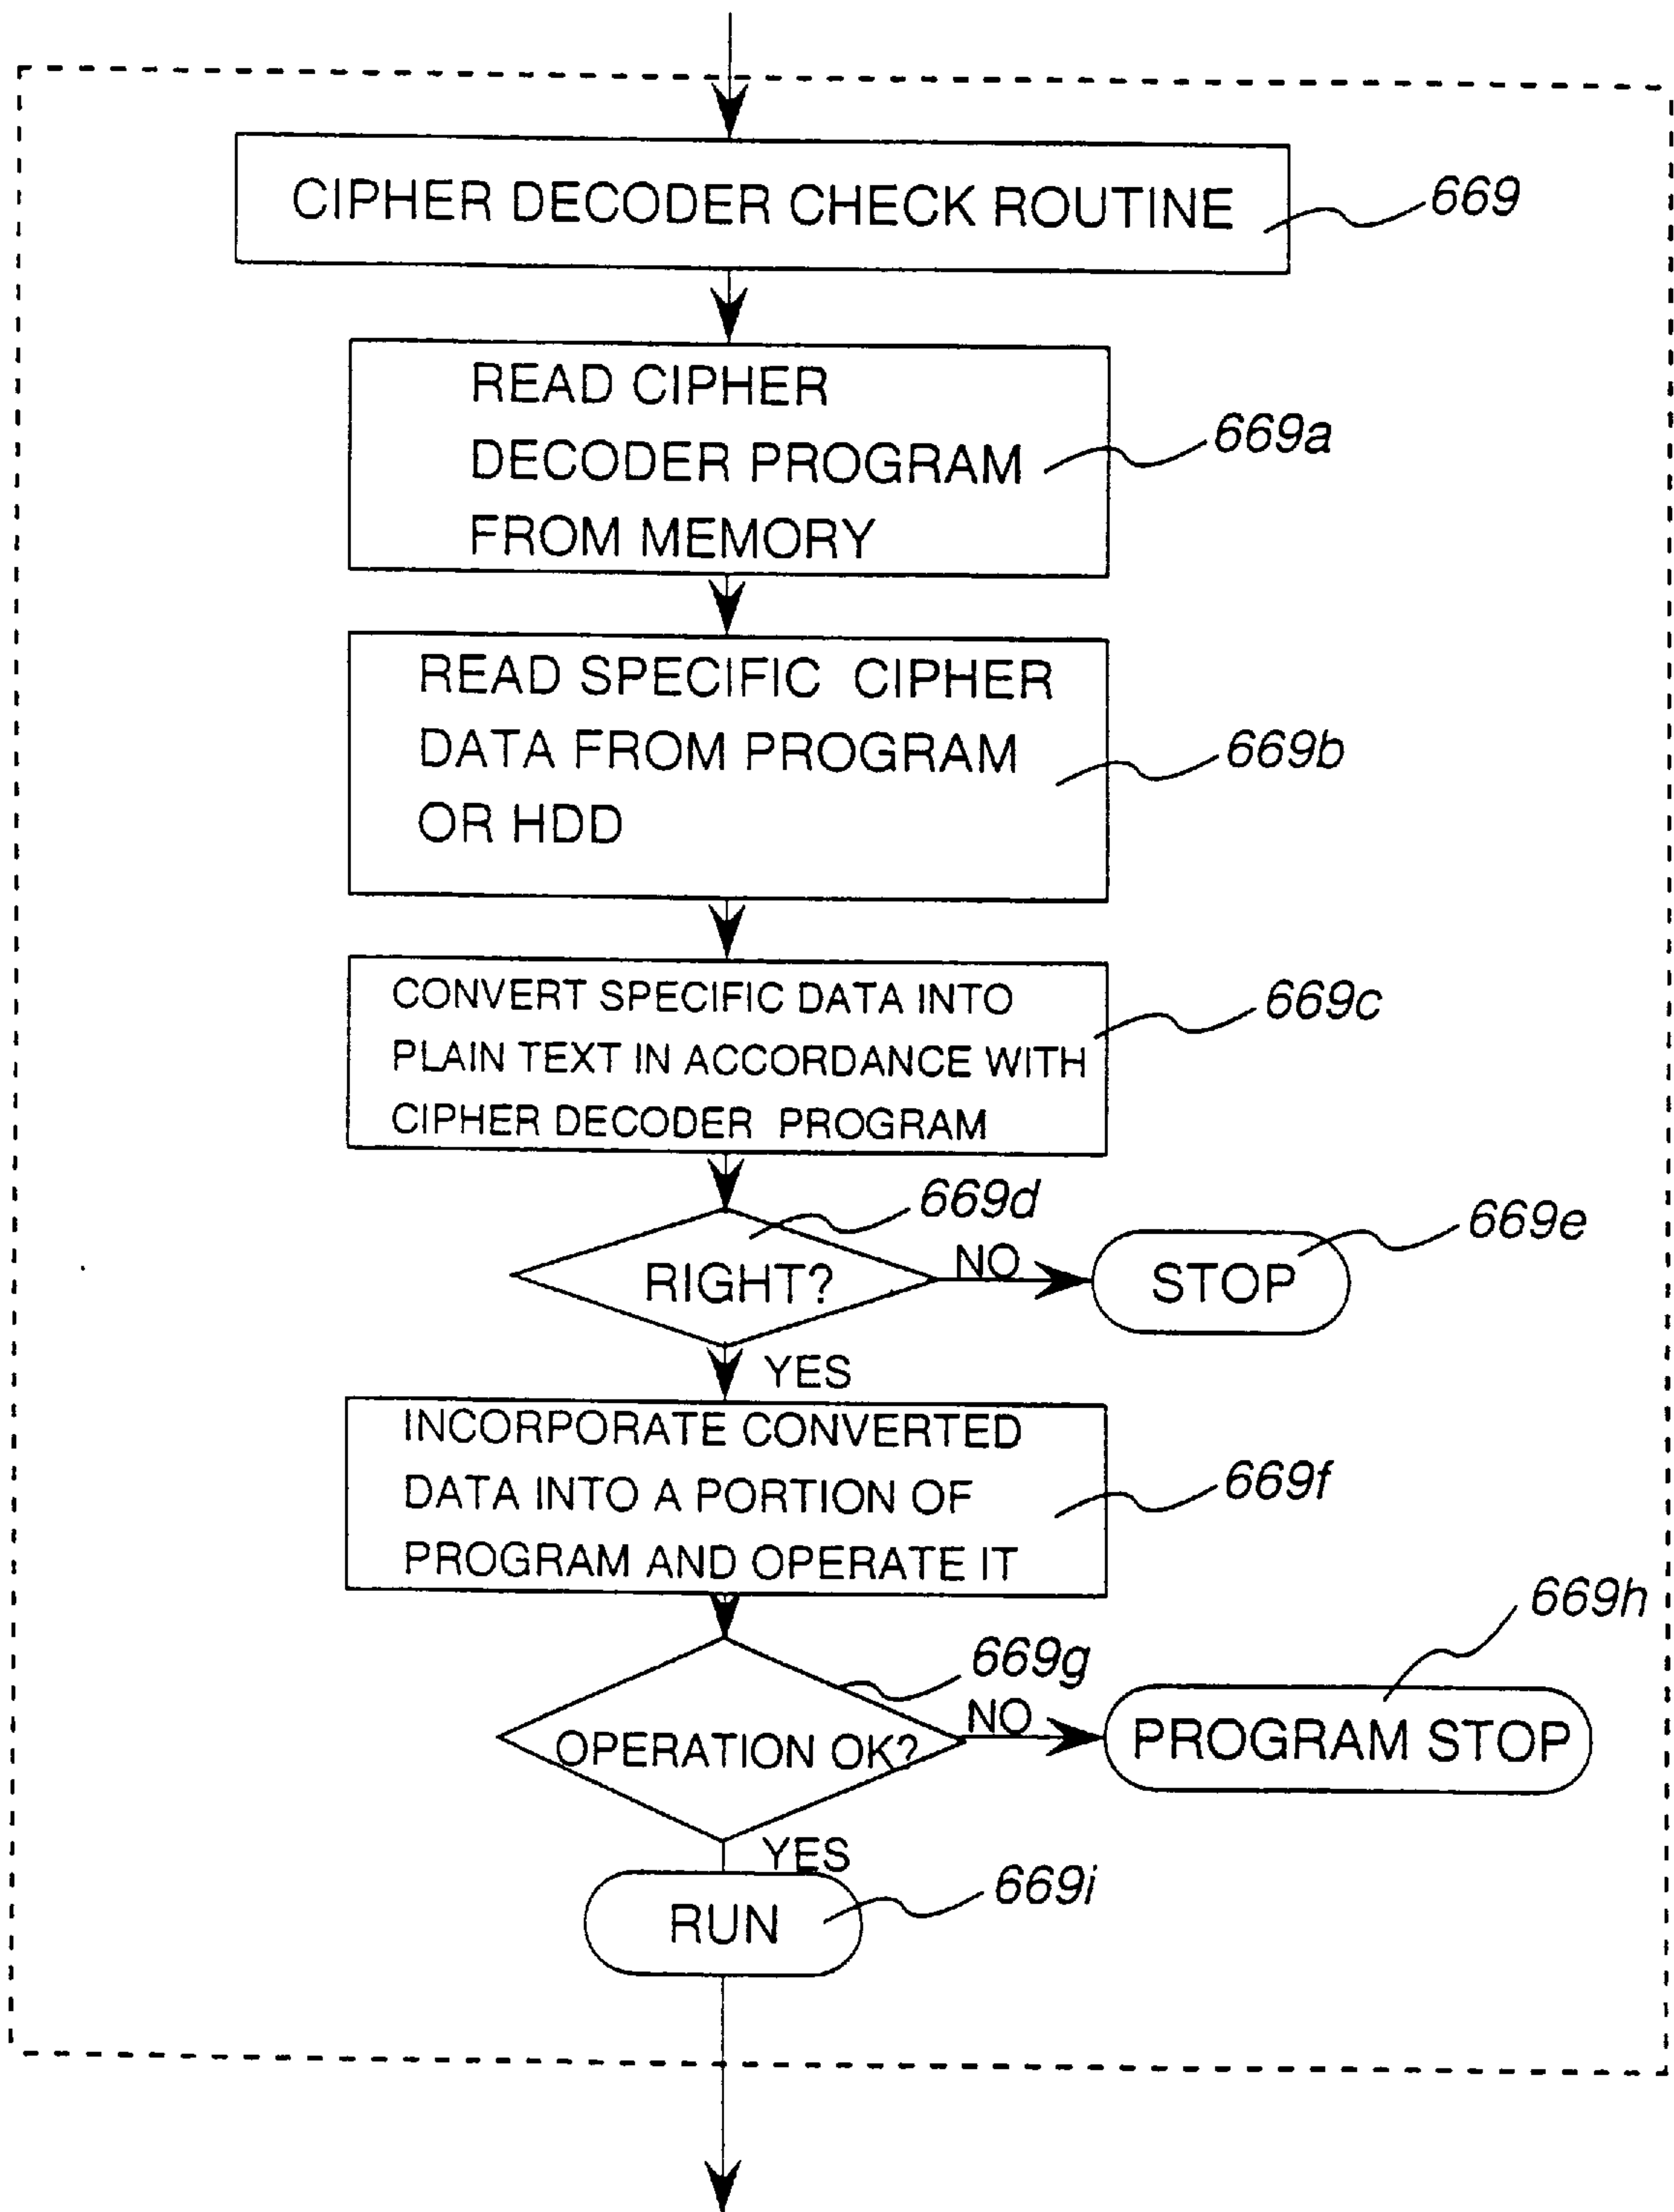 CIPHER DECODER CHECK ROUTINE
669
READ CIPHER
DECODER PROGRAM
FROM MEMORY
669a
READ SPECIFIC CIPHER
DATA FROM PROGRAM
OR HDD
669b
CONVERT SPECIFIC DATA INTO
PLAIN TEXT IN ACCORDANCE WITH
CIPHER DECODER PROGRAM
669c
669d
RIGHT?
NO
STOP
669e
YES
INCORPORATE CONVERTED
DATA INTO A PORTION OF
PROGRAM AND OPERATE IT
669f
669g
OPERATION OK?
NO
PROGRAM STOP
669h
YES
RUN
669i